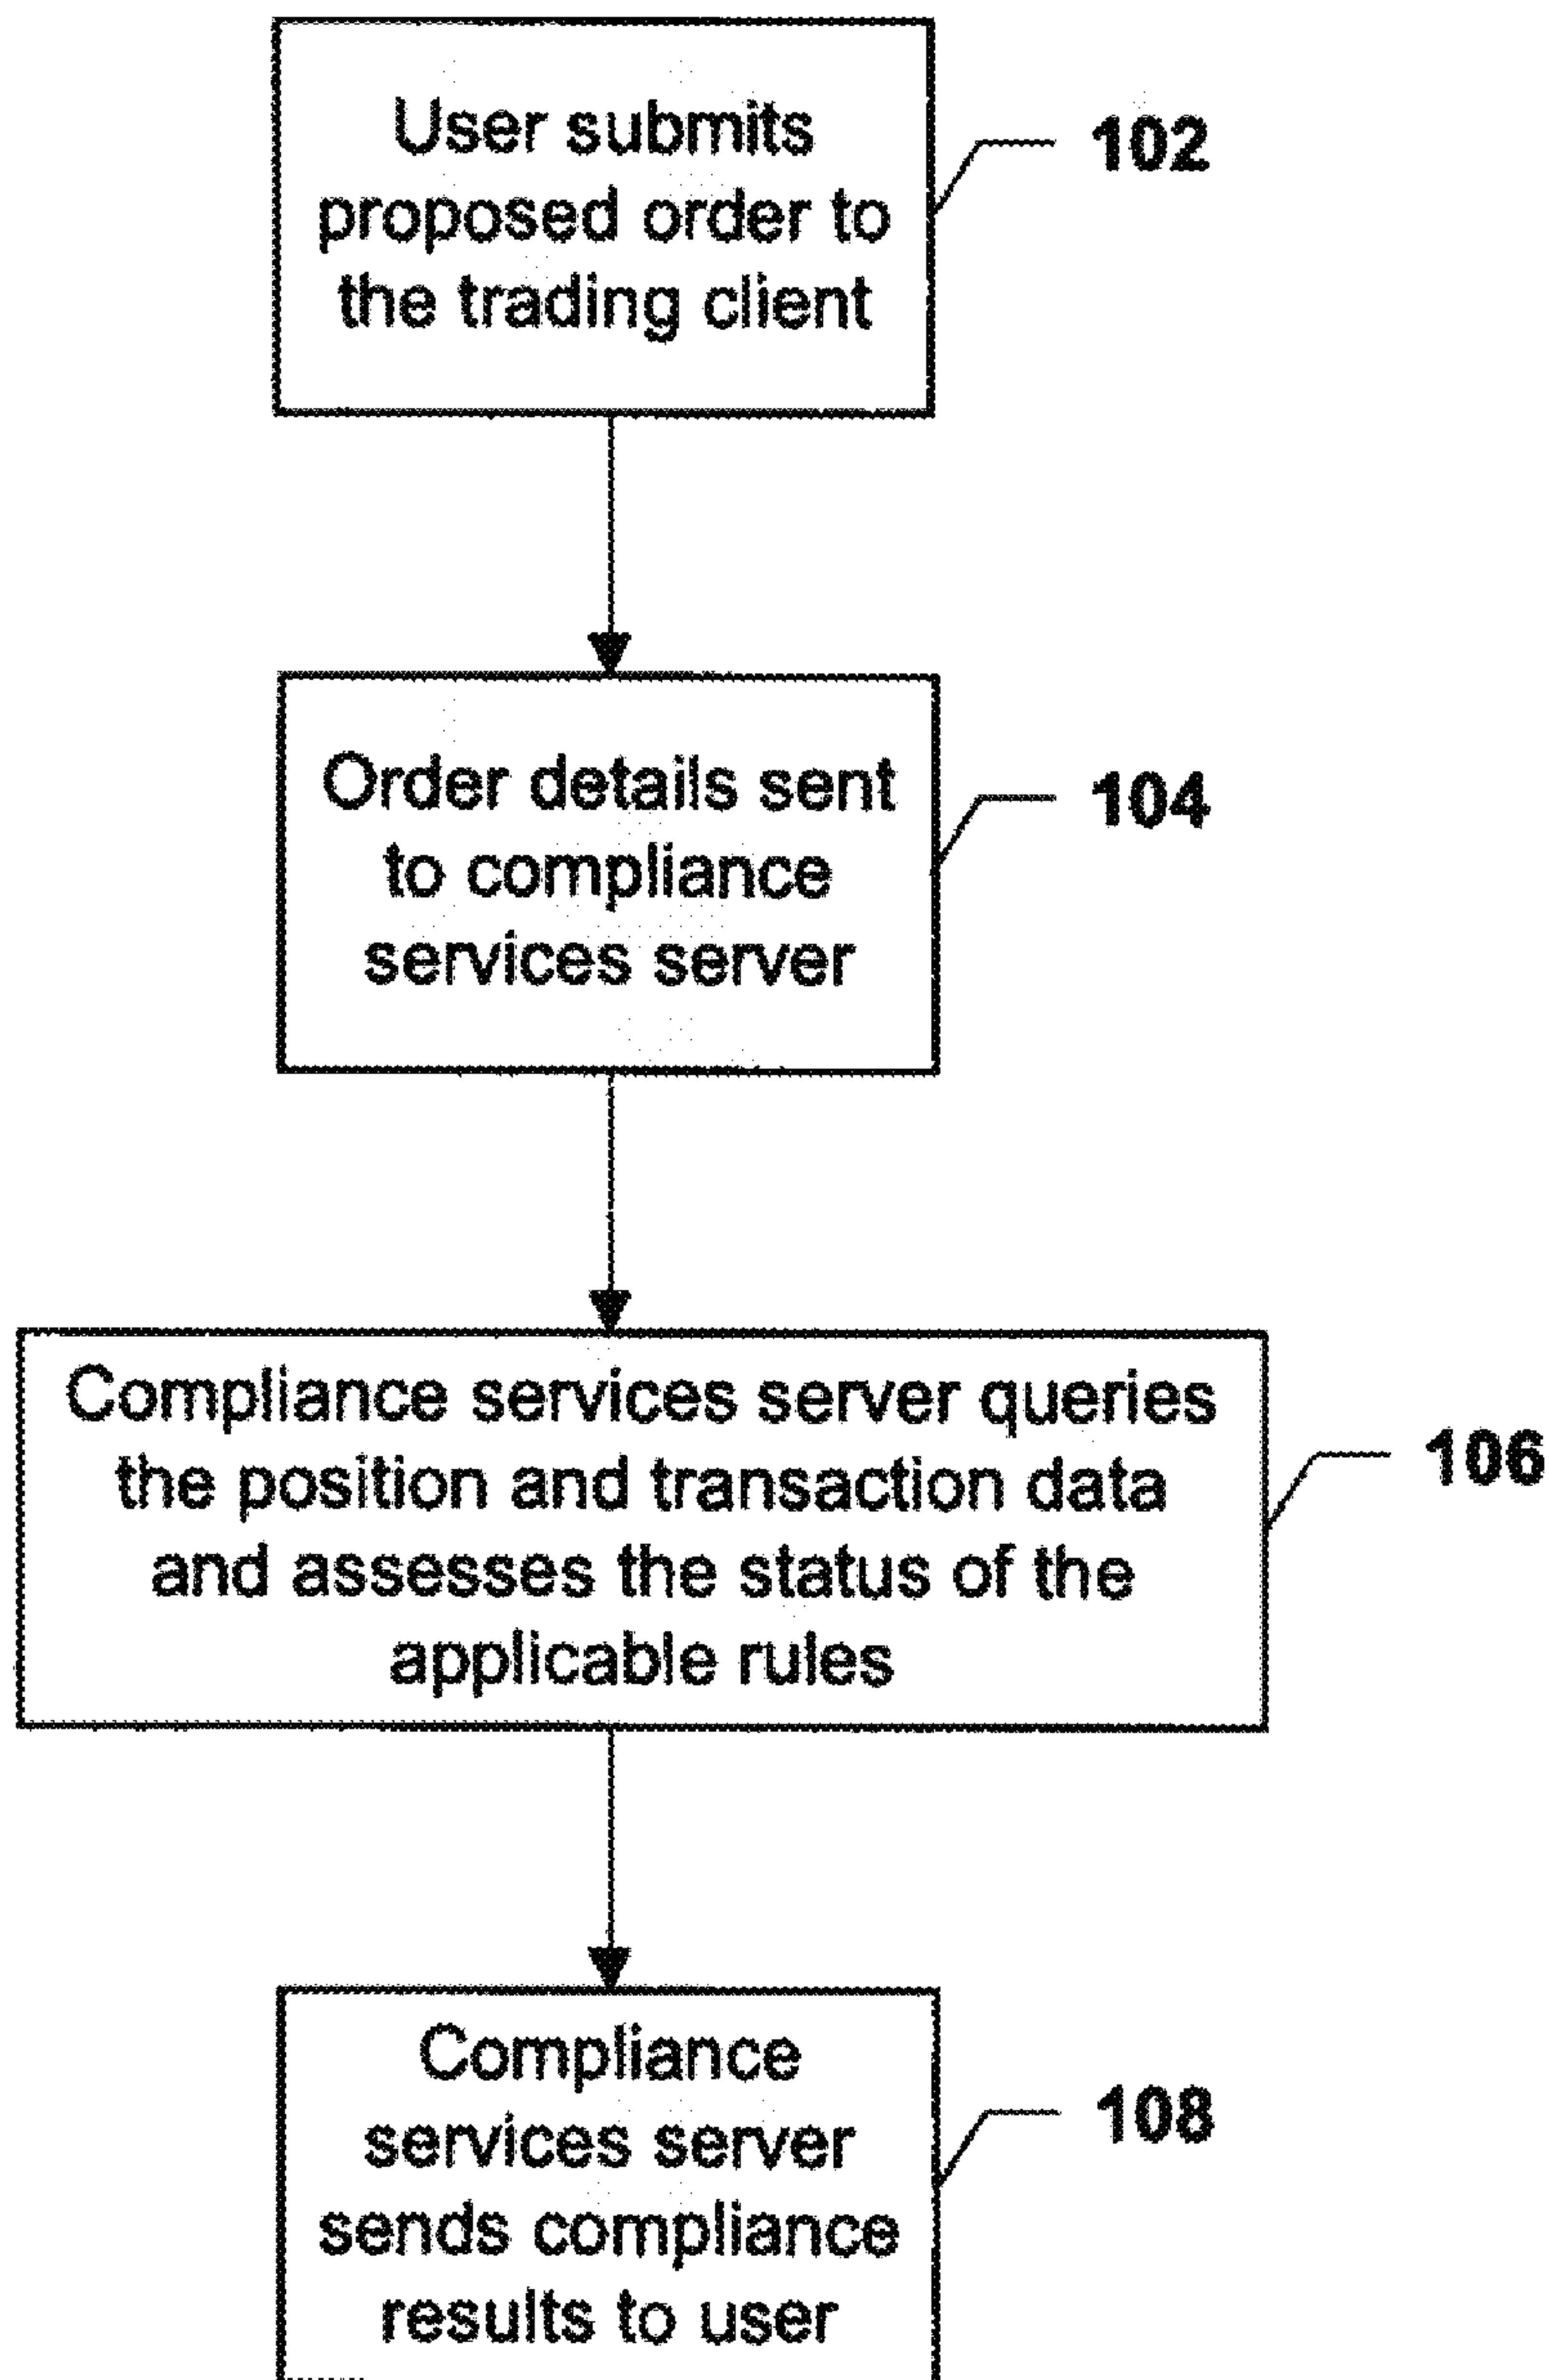 User submits
proposed order to
the trading client
102
Order details sent
to compliance
services server
104
Compliance services server queries
the position and transaction data
and assesses the status of the
applicable rules
106
Compliance
services server
sends compliance
results to user
108